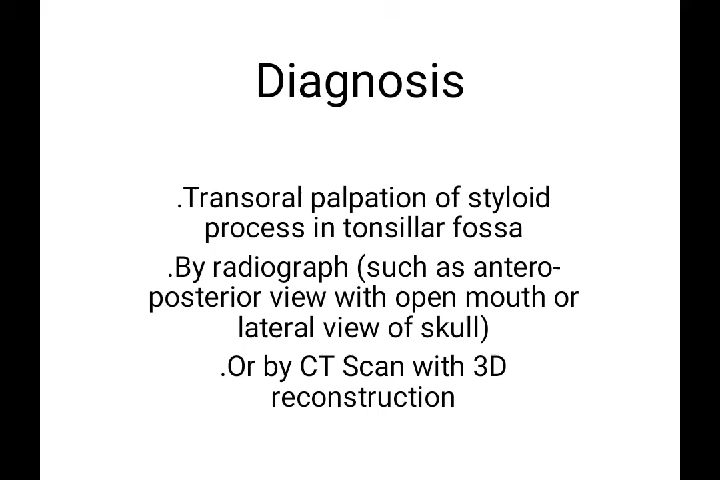 Diagnosis
.Transoral palpation of styloid
process in tonsillar fossa
.By radiograph (such as antero-
posterior view with open mouth or
lateral view of skull)
.Or by CT Scan with 3D
reconstruction